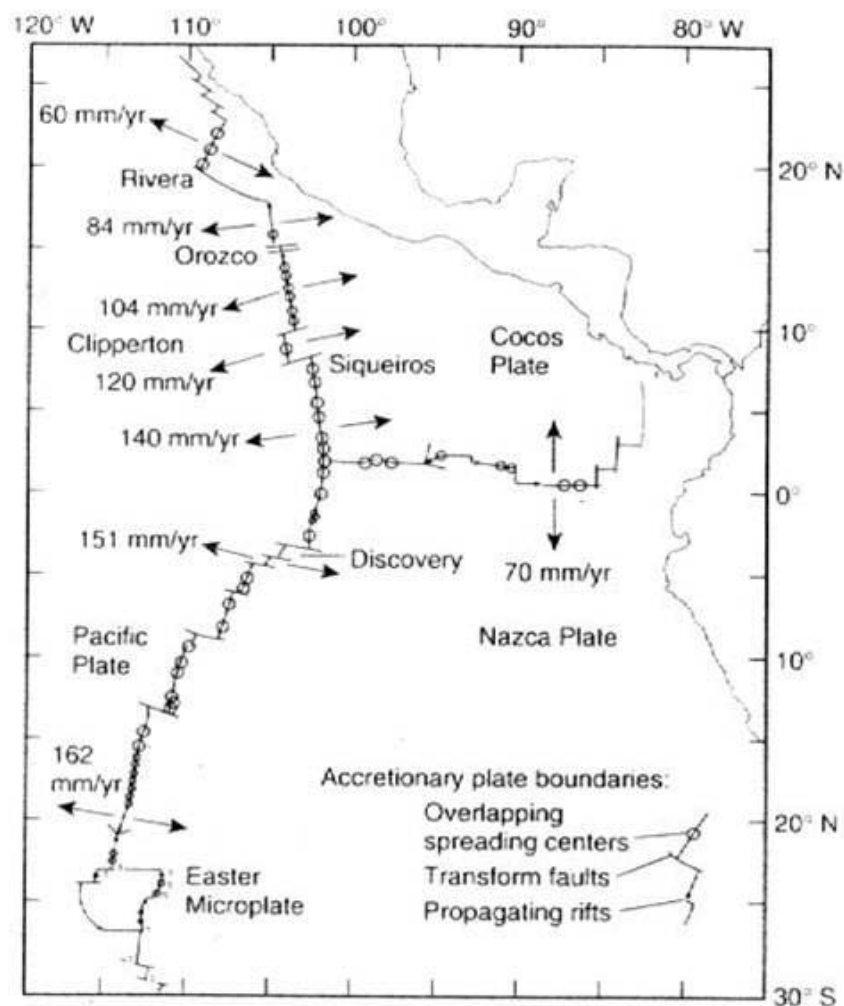 120° W 110° 100° 90° 80° W
60 mm/yr
20° N
Rivera
84 mm/yr
Orozco
104 mm/yr
10°
Clipperton
Cocos
Plate
Siqueiros
120 mm/yr
140 mm/yr
0°
151 mm/yr
Discovery
70 mm/yr
Pacific
Plate
Nazca Plate
10°
162
mm/yr
Accretionary plate boundaries:
Overlapping
spreading centers
20° N
Transform faults
Easter
Microplate
Propagating rifts
30° S